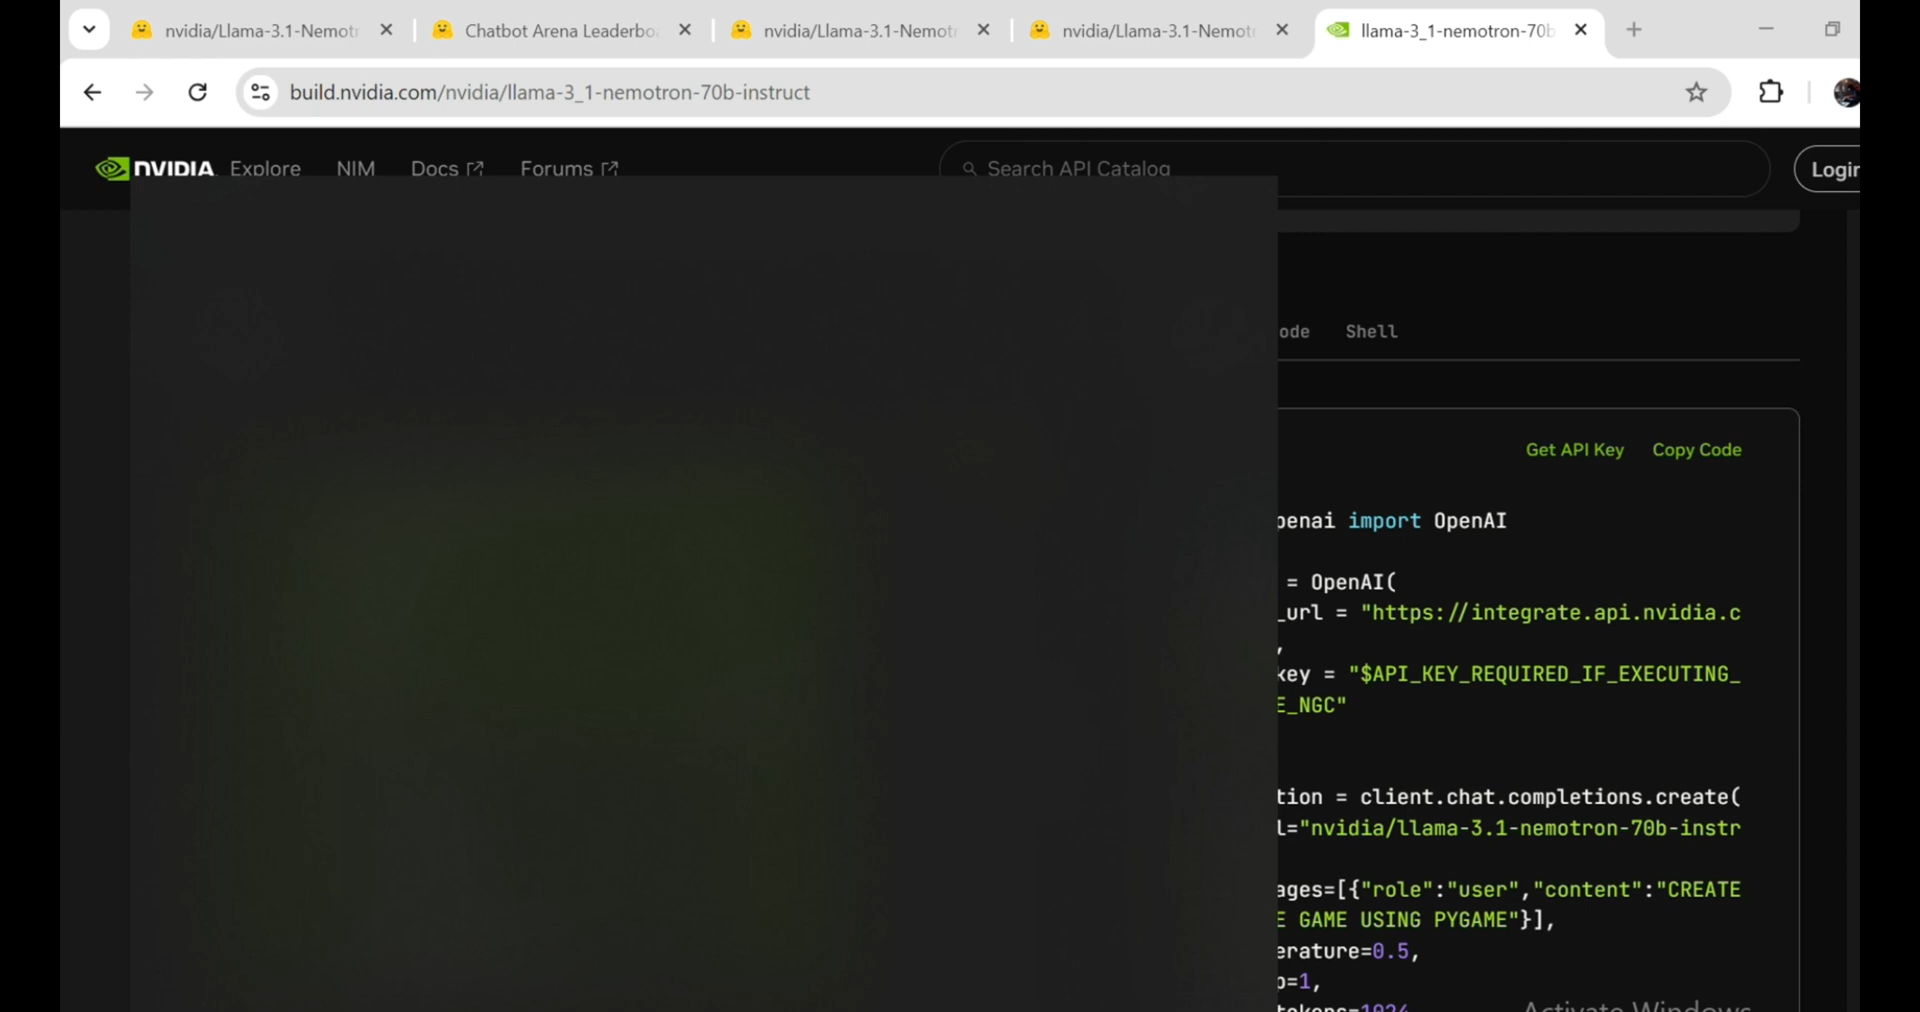 nvidia/Llama-3.1-Nemotr
Chatbot Arena Leaderbo
nvidia/Llama-3.1-Nemotr
nvidia/Llama-3.1-Nemotr
llama-3_1-nemotron-70b
build.nvidia.com/nvidia/llama-3_1-nemotron-70b-instruct
NVIDIA Explore NIM Docs Forums Search API Catalog Login
ode Shell
Get API Key Copy Code
penai import OpenAI
= OpenAI(
_url = "https://integrate.api.nvidia.c
,
key = "$API_KEY_REQUIRED_IF_EXECUTING_
E_NGC"
tion = client.chat.completions.create(
l="nvidia/llama-3.1-nemotron-70b-instr
ages=[{"role":"user","content":"CREATE
E GAME USING PYGAME"}],
erature=0.5,
p=1,
tokens=1024
Activate Windows